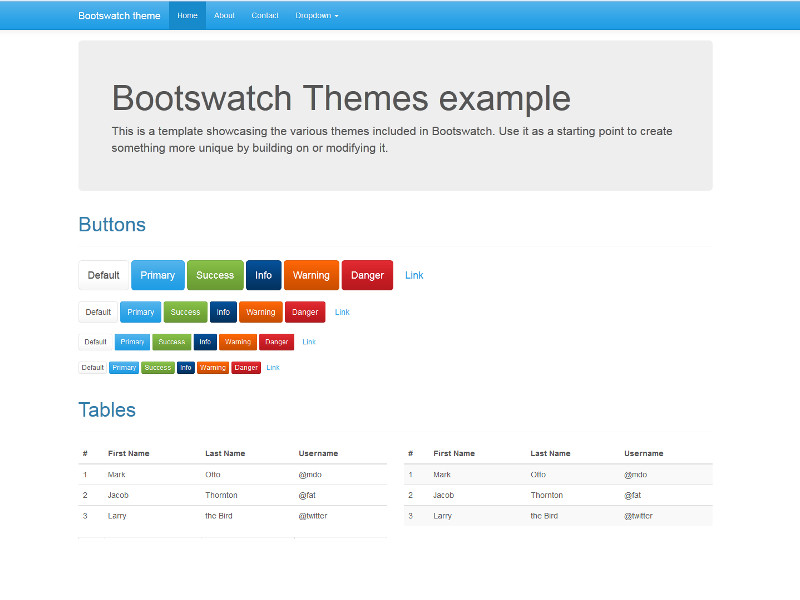 Bootswatch theme Home About Contact Dropdown
Bootswatch Themes example
This is a template showcasing the various themes included in Bootswatch. Use it as a starting point to create
something more unique by building on or modifying it.
Buttons
Default Primary Success Info Warning Danger Link
Default Primary Success Info Warning Danger Link
Default Primary Success Info Warning Danger Link
Default Primary Success Info Warning Danger Link
Tables
# First Name Last Name Username # First Name Last Name Username
1 Mark Otto @mdo 1 Mark Otto @mdo
2 Jacob Thornton @fat 2 Jacob Thornton @fat
3 Larry the Bird @twitter 3 Larry the Bird @twitter